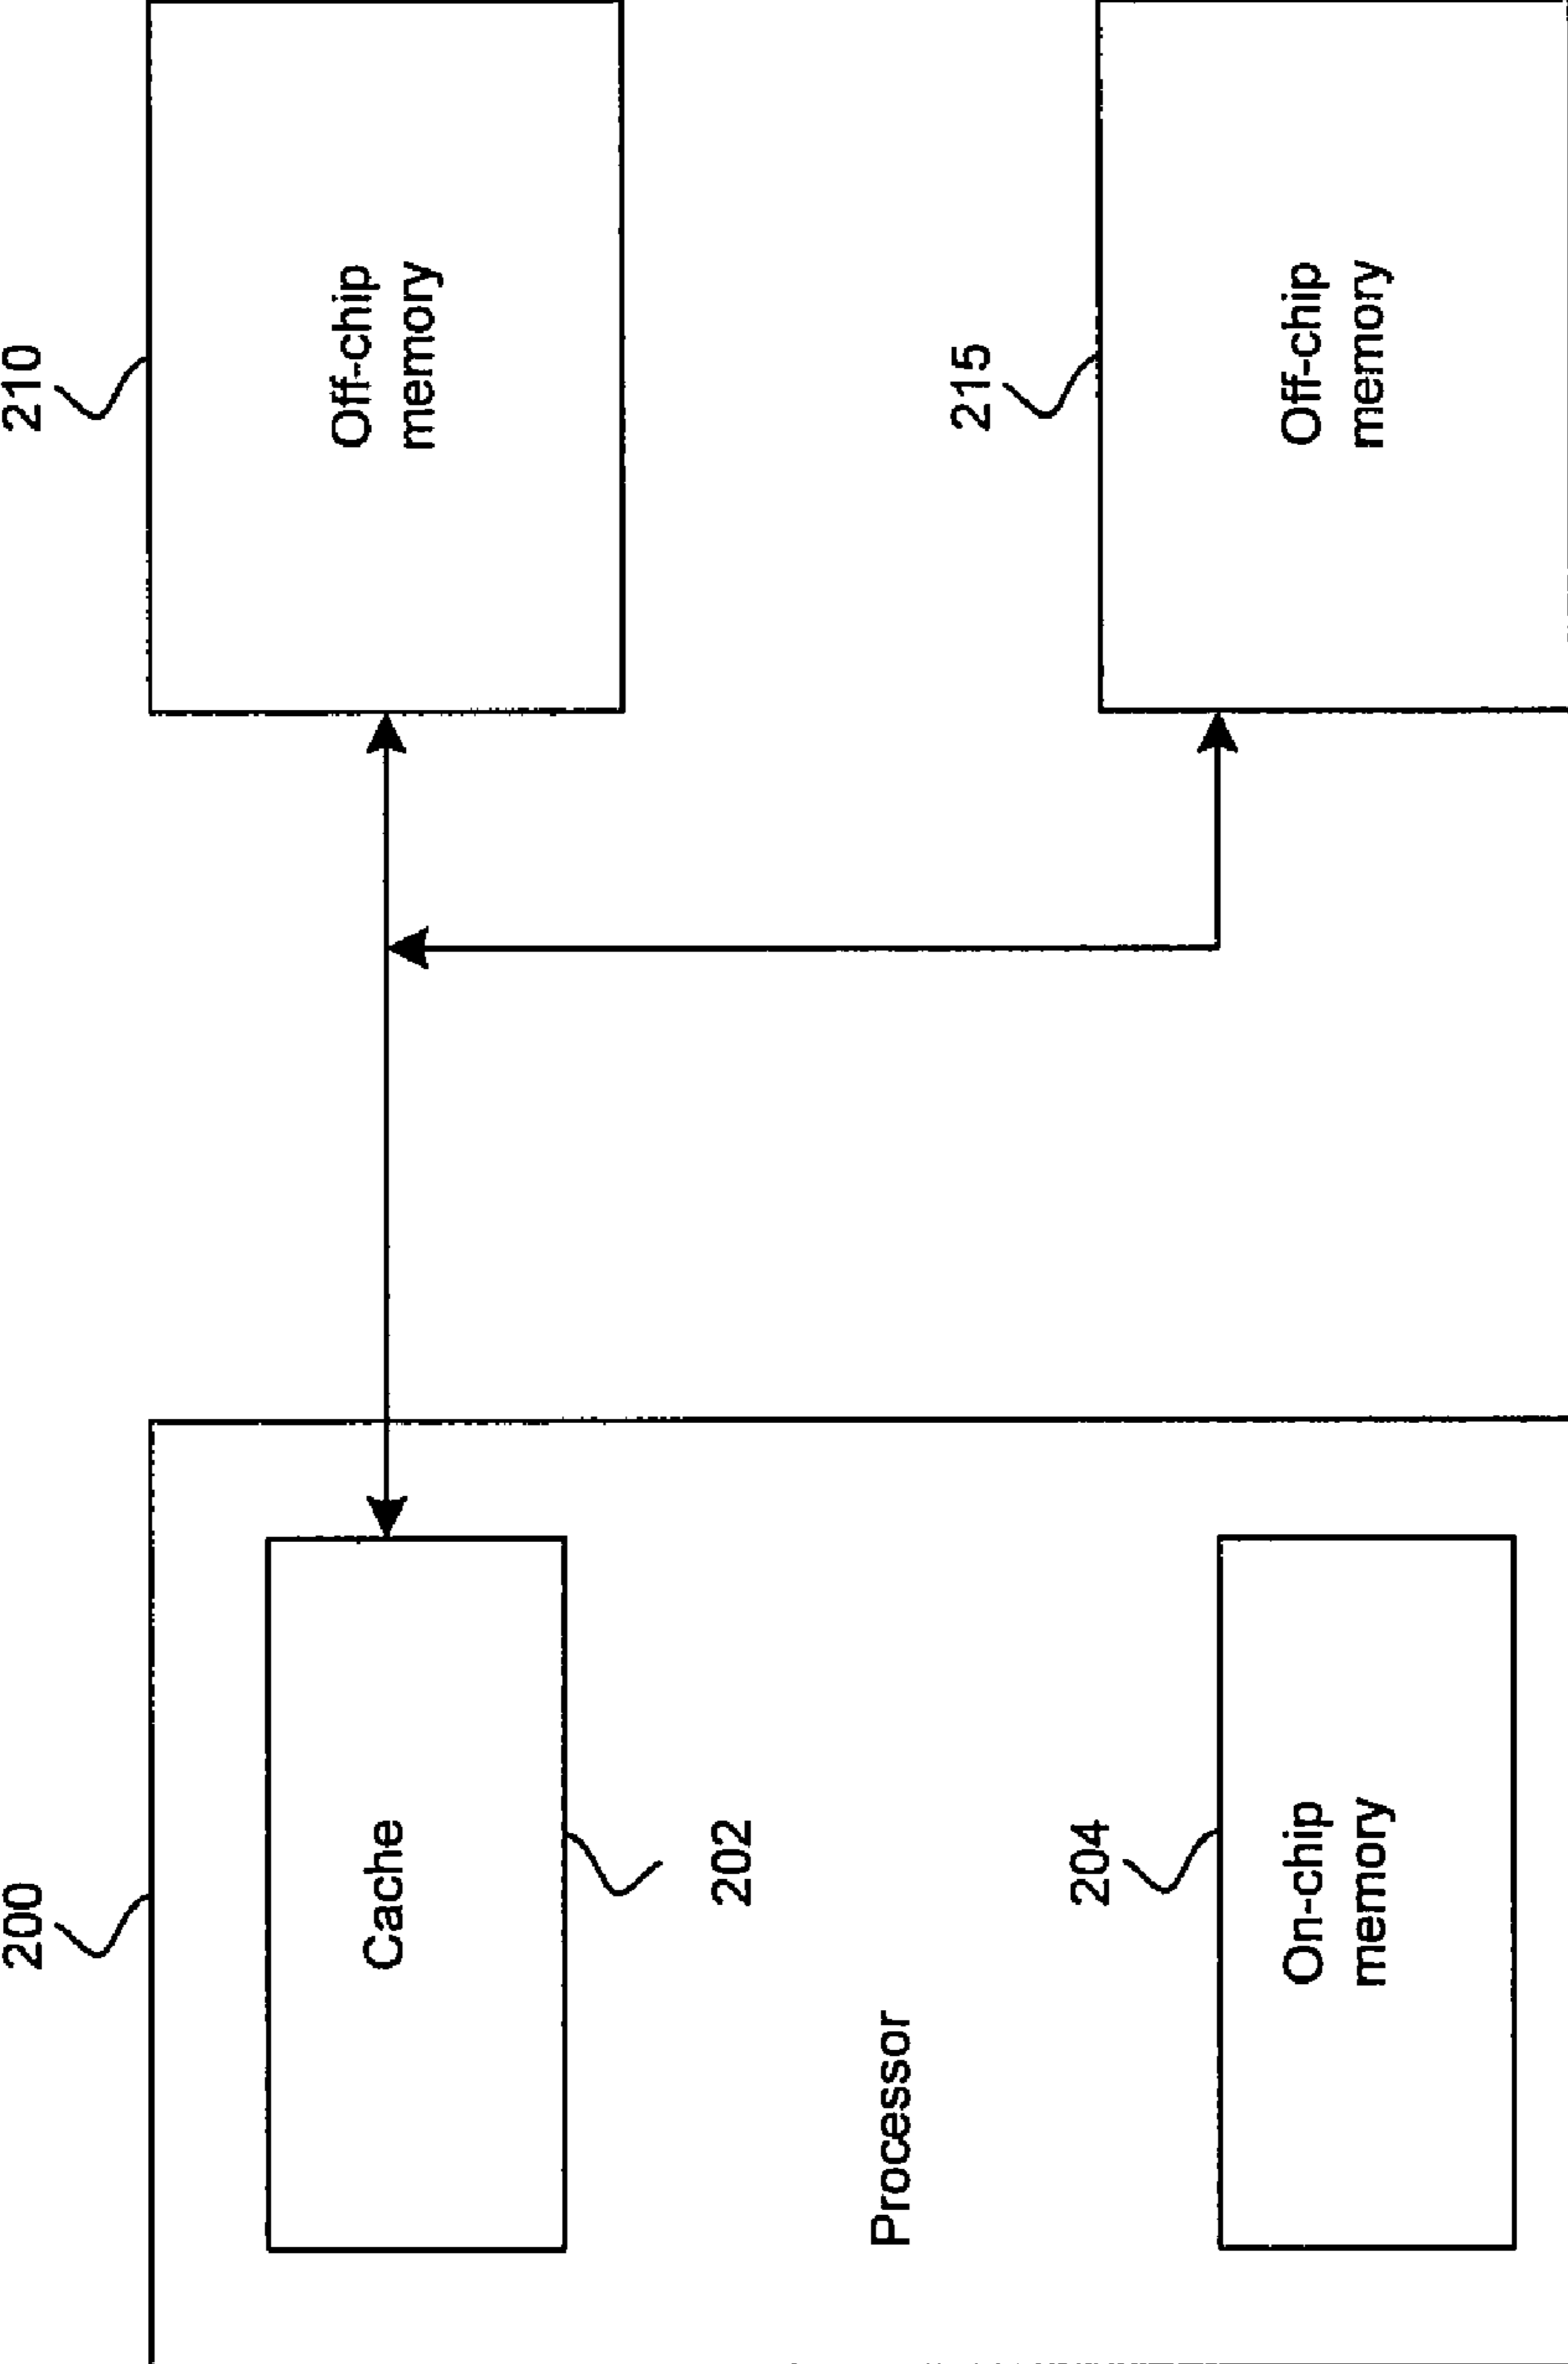 200
Cache
202
Processor
204
On-chip
memory
210
Off-chip
memory
215
Off-chip
memory